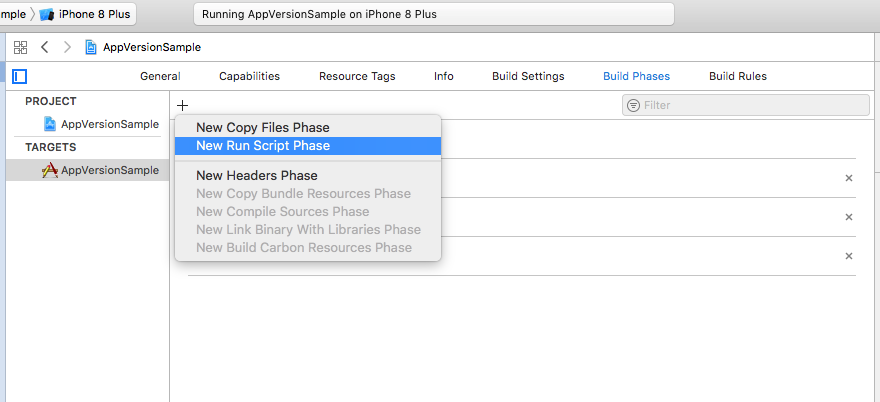 mple iPhone 8 Plus Running AppVersionSample on iPhone 8 Plus
AppVersionSample
General Capabilities Resource Tags Info Build Settings Build Phases Build Rules
PROJECT
AppVersionSample
TARGETS
AppVersionSample
+
Filter
New Copy Files Phase
New Run Script Phase
New Headers Phase
New Copy Bundle Resources Phase
New Compile Sources Phase
New Link Binary With Libraries Phase
New Build Carbon Resources Phase